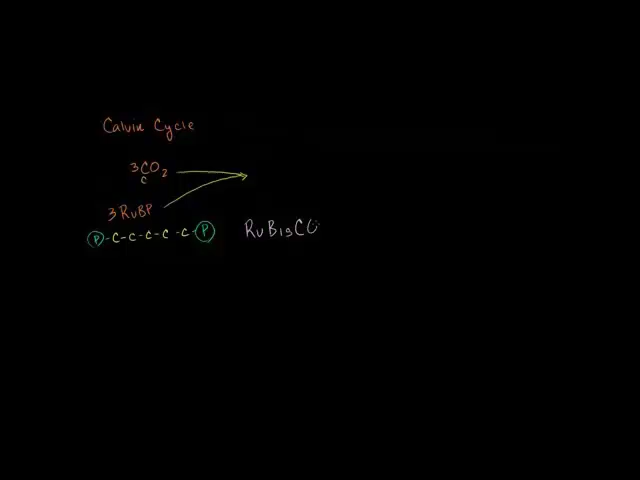 Calvin Cycle
3CO2
C
3 RuBP
P-C-C-C-C-C-P
RuBisCO